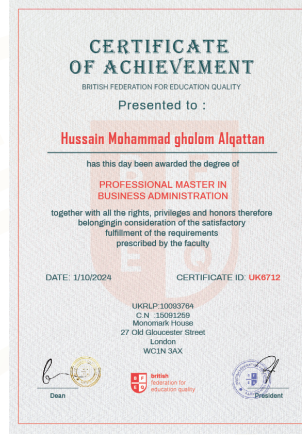 CERTIFICATE
OF ACHIEVEMENT
BRITISH FEDERATION FOR EDUCATION QUALITY
Presented to :
Hussain Mohammad gholom Alqattan
has this day been awarded the degree of
PROFESSIONAL MASTER IN
BUSINESS ADMINISTRATION
together with all the rights, privileges and honors therefore
belongingin consideration of the satisfactory
fulfillment of the requirements
prescribed by the faculty
DATE: 1/10/2024 CERTIFICATE ID: UK6712
UKRLP:10093764
C.N :15091259
Monomark House
27 Old Gloucester Street
London
WC1N 3AX
british
federation for
education quality
Dean
President
B F
E Q